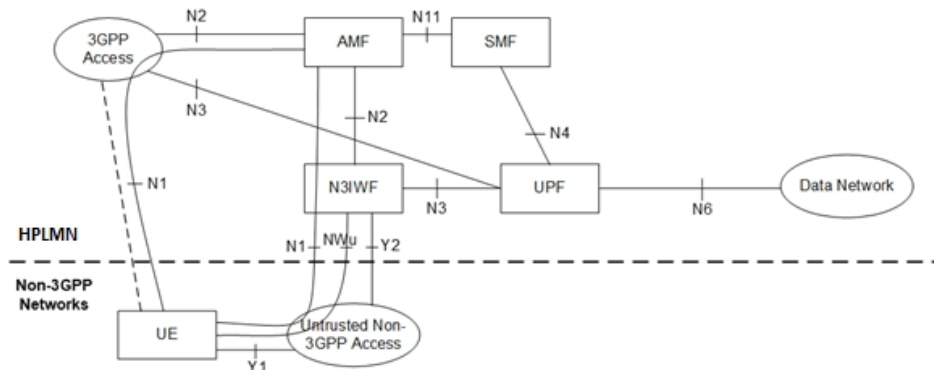 N2
N11
3GPP
Access
AMF
SMF
N3
N2
N4
N1
N3IWF
UPF
Data Network
N3
N6
HPLMN
N1
NWu
Y2
Non-3GPP
Networks
UE
Untrusted Non-
3GPP Access
Y1